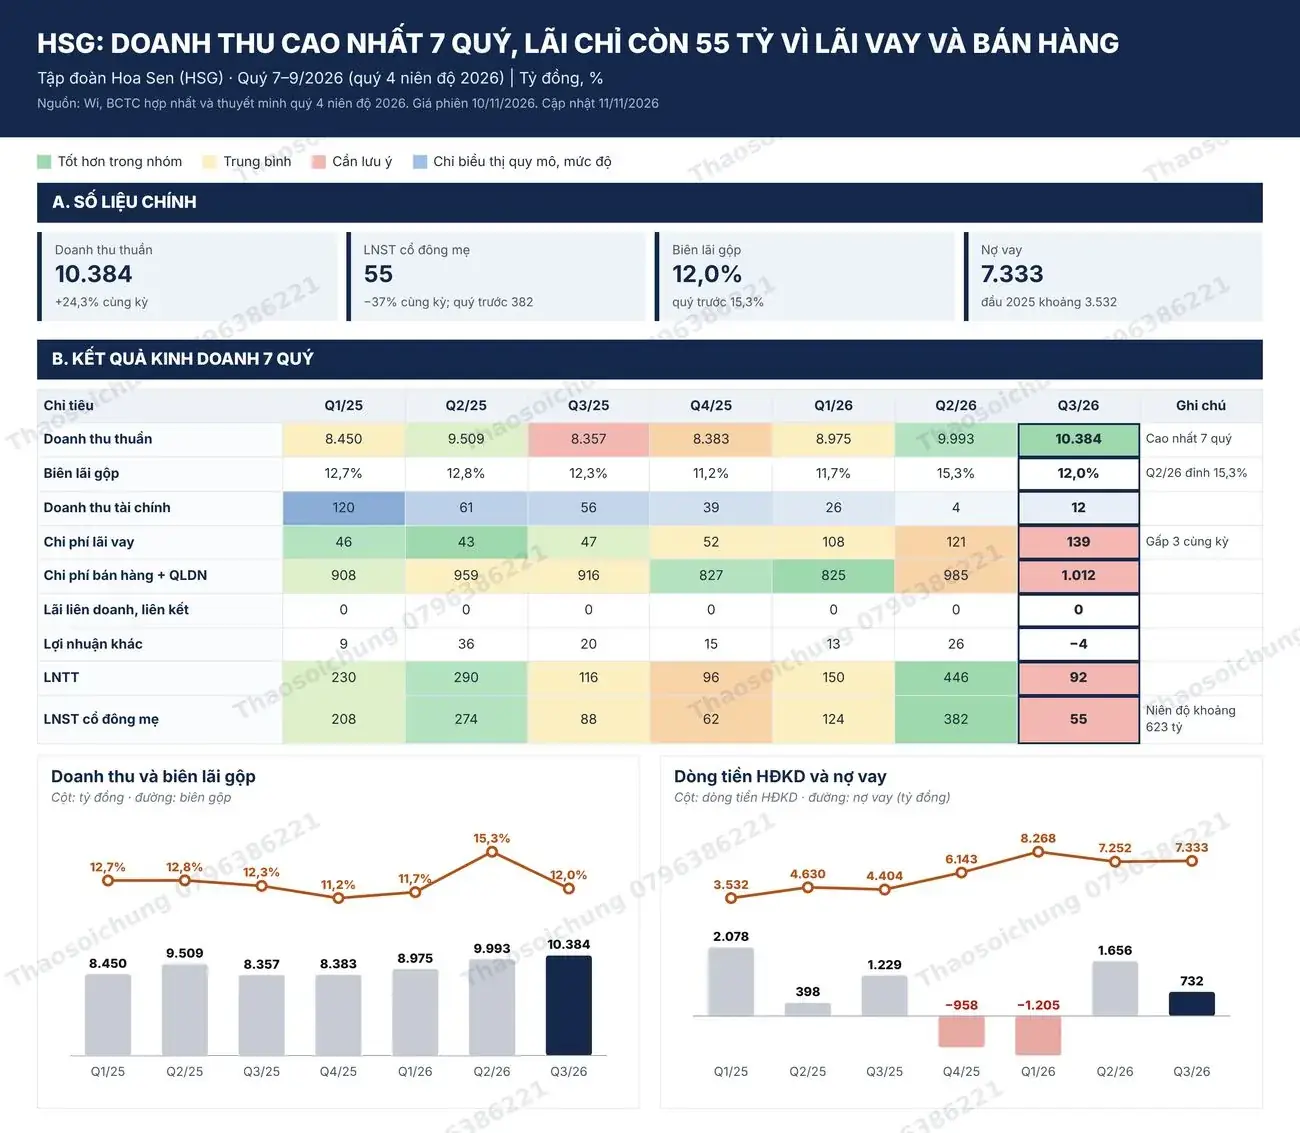 HSG: DOANH THU CAO NHẤT 7 QUÝ, LÃI CHỈ CÒN 55 TỶ VÌ LÃI VAY VÀ BÁN HÀNG
Tập đoàn Hoa Sen (HSG) · Quý 7–9/2026 (quý 4 niên độ 2026) | Tỷ đồng, %
Nguồn: Wi, BCTC hợp nhất và thuyết minh quý 4 niên độ 2026. Giá phiên 10/11/2026. Cập nhật 11/11/2026
Tốt hơn trong nhóm Trung bình Cần lưu ý Chỉ biểu thị quy mô, mức độ
A. SỐ LIỆU CHÍNH
Doanh thu thuần
10.384
+24,3% cùng kỳ
LNST cổ đông mẹ
55
−37% cùng kỳ; quý trước 382
Biên lãi gộp
12,0%
quý trước 15,3%
Nợ vay
7.333
đầu 2025 khoảng 3.532
B. KẾT QUẢ KINH DOANH 7 QUÝ
Chỉ tiêu Q1/25 Q2/25 Q3/25 Q4/25 Q1/26 Q2/26 Q3/26 Ghi chú
Doanh thu thuần 8.450 9.509 8.357 8.383 8.975 9.993 10.384 Cao nhất 7 quý
Biên lãi gộp 12,7% 12,8% 12,3% 11,2% 11,7% 15,3% 12,0% Q2/26 đỉnh 15,3%
Doanh thu tài chính 120 61 56 39 26 4 12
Chi phí lãi vay 46 43 47 52 108 121 139 Gấp 3 cùng kỳ
Chi phí bán hàng + QLDN 908 959 916 827 825 985 1.012
Lãi liên doanh, liên kết 0 0 0 0 0 0 0
Lợi nhuận khác 9 36 20 15 13 26 −4
LNTT 230 290 116 96 150 446 92
LNST cổ đông mẹ 208 274 88 62 124 382 55 Niên độ khoảng
623 tỷ
Doanh thu và biên lãi gộp
Cột: tỷ đồng · đường: biên gộp
12,7% 12,8% 12,3% 11,2% 11,7% 15,3% 12,0%
8.450 9.509 8.357 8.383 8.975 9.993 10.384
Q1/25 Q2/25 Q3/25 Q4/25 Q1/26 Q2/26 Q3/26
Dòng tiền HĐKD và nợ vay
Cột: dòng tiền HĐKD · đường: nợ vay (tỷ đồng)
3.532 4.630 4.404 6.143 8.268 7.252 7.333
2.078 398 1.229 −958 −1.205 1.656 732
Q1/25 Q2/25 Q3/25 Q4/25 Q1/26 Q2/26 Q3/26
Thaosoichung 0796386221